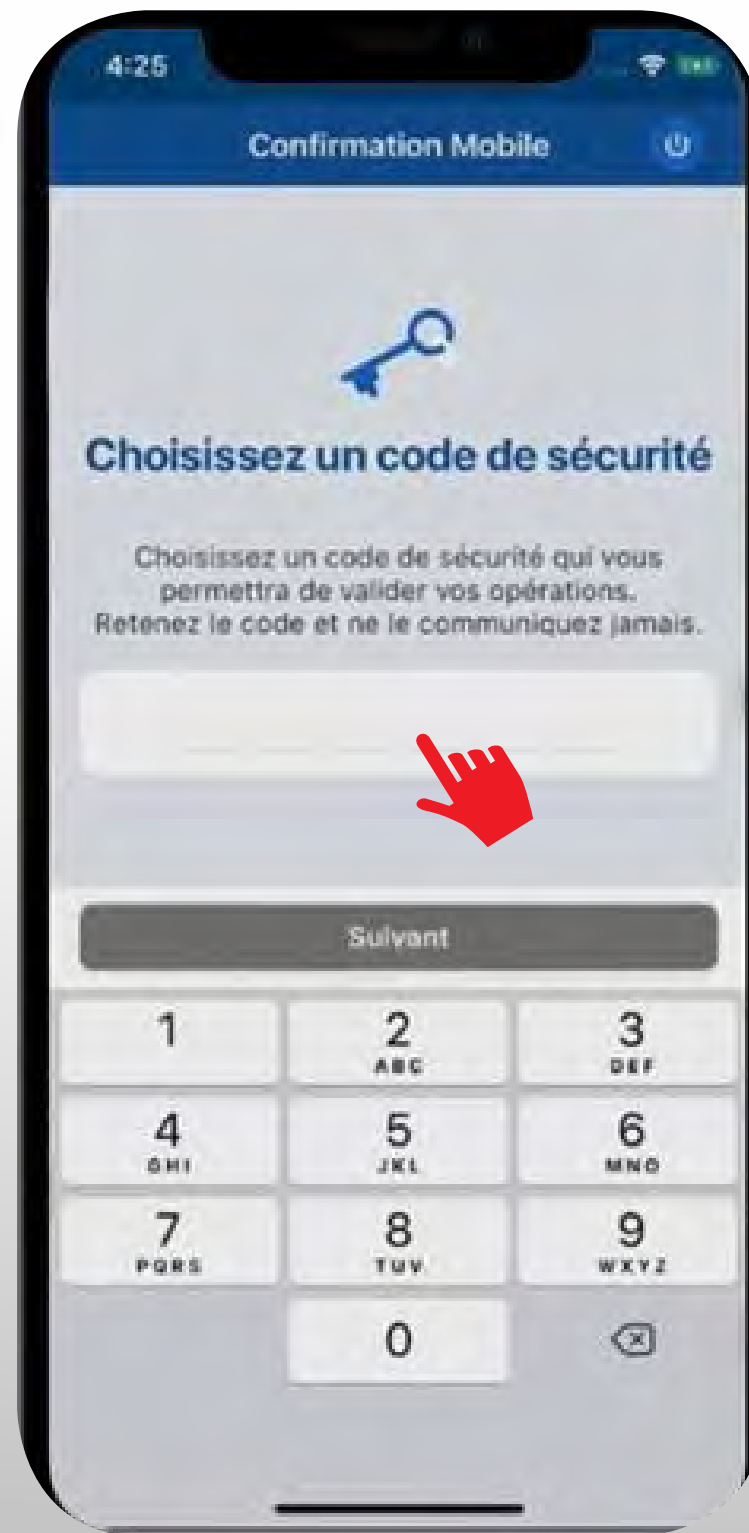 4:25
Confirmation Mobile
Choisissez un code de sécurité
Choisissez un code de sécurité qui vous
permettra de valider vos opérations.
Retenez le code et ne le communiquez jamais.
Suivant
1
2
ABC
3
DEF
4
GHI
5
JKL
6
MNO
7
PQRS
8
TUV
9
WXYZ
0